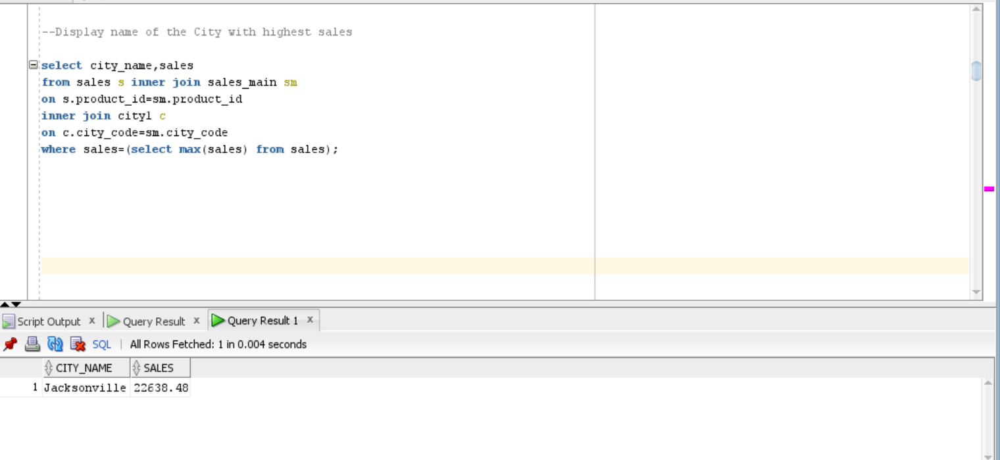 --Display name of the City with highest sales
select city_name,sales
from sales s inner join sales_main sm
on s.product_id=sm.product_id
inner join city1 c
on c.city_code=sm.city_code
where sales=(select max(sales) from sales);
Script Output x Query Result x Query Result 1 x
SQL | All Rows Fetched: 1 in 0.004 seconds
CITY_NAME SALES
1 Jacksonville 22638.48